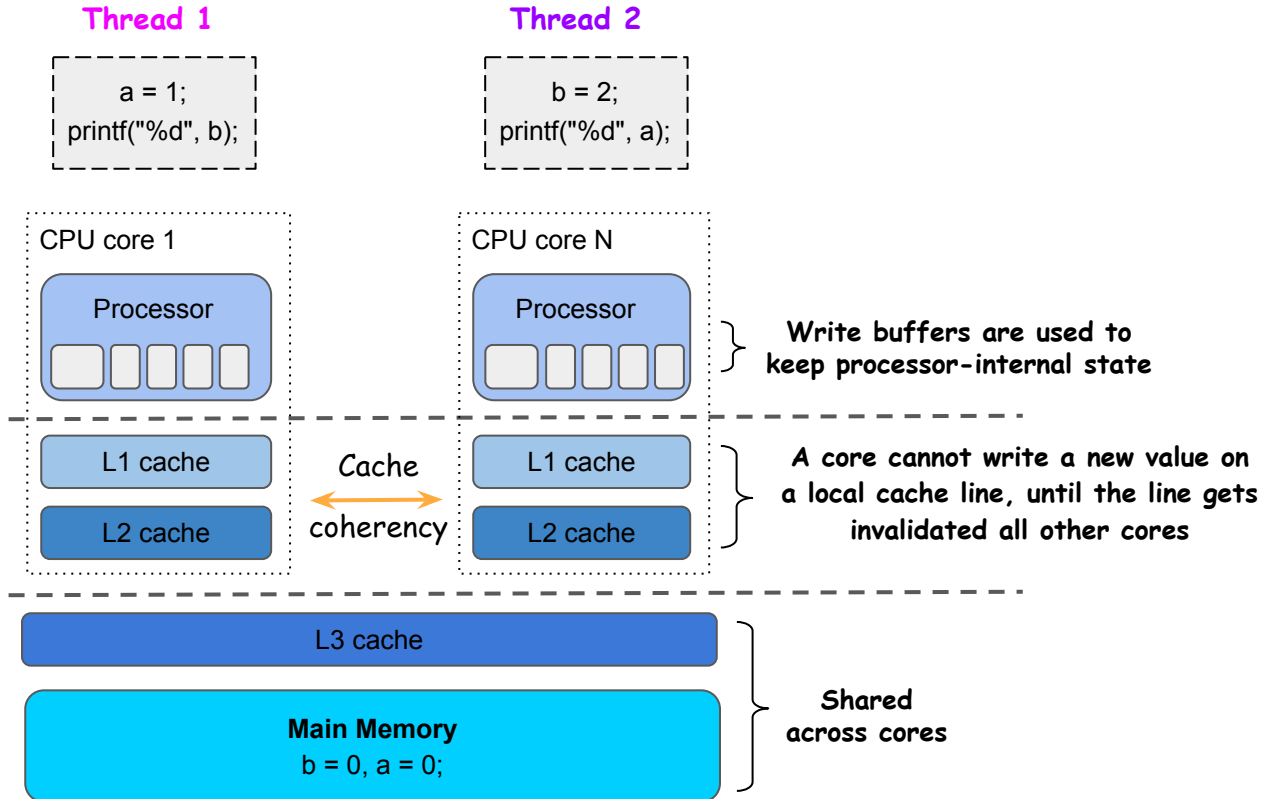 Thread 1
Thread 2
a = 1;
printf("%d", b);
b = 2;
printf("%d", a);
CPU core 1
CPU core N
Processor
Processor
Write buffers are used to
keep processor-internal state
L1 cache
L1 cache
Cache
coherency
L2 cache
L2 cache
A core cannot write a new value on
a local cache line, until the line gets
invalidated all other cores
L3 cache
Main Memory
b = 0, a = 0;
Shared
across cores